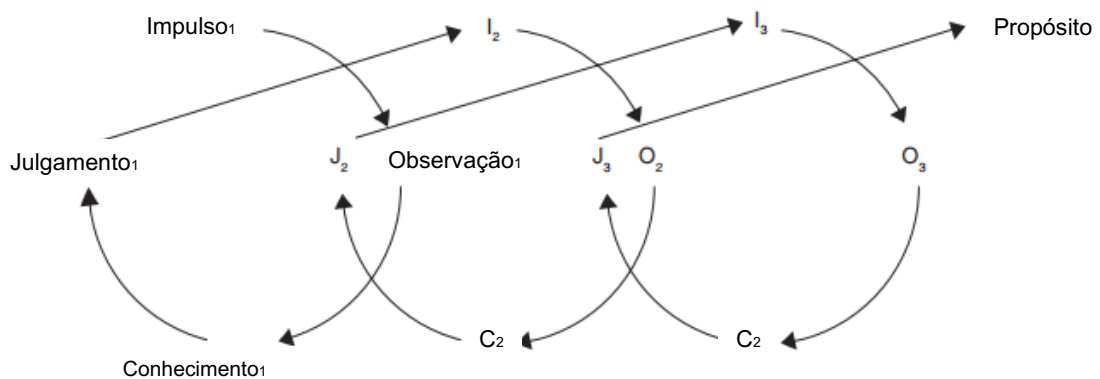 Impulso₁ I₂ I₃ Propósito
Julgamento₁ J₂ Observação₁ J₃ O₂ O₃
C₂ C₂
Conhecimento₁